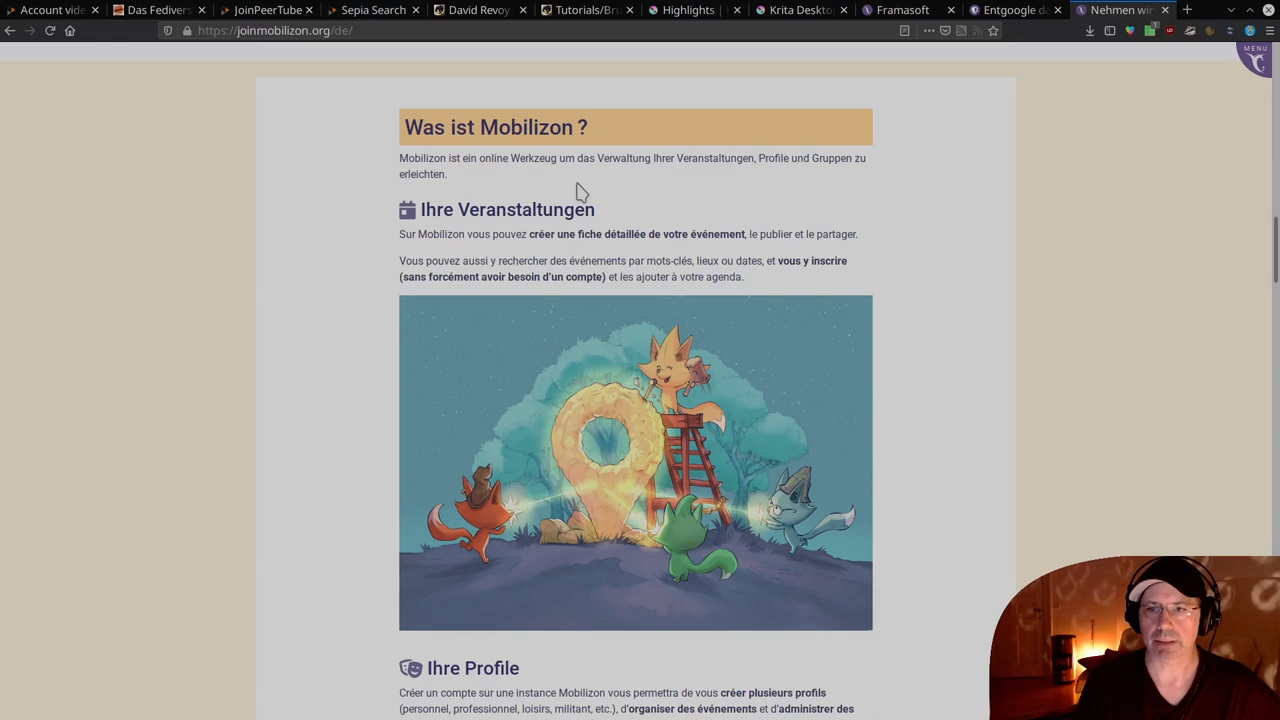 Account vide
Das Fedivers
JoinPeerTube
Sepia Search
David Revoy
Tutorials/Bru
Highlights |
Krita Desktop
Framasoft
Entgoogle da
Nehmen wir
https://joinmobilizon.org/de/
MENU
Was ist Mobilizon ?
Mobilizon ist ein online Werkzeug um das Verwaltung Ihrer Veranstaltungen, Profile und Gruppen zu
erleichten.
Ihre Veranstaltungen
Sur Mobilizon vous pouvez créer une fiche détaillée de votre événement, le publier et le partager.
Vous pouvez aussi y rechercher des événements par mots-clés, lieux ou dates, et vous y inscrire
(sans forcément avoir besoin d’un compte) et les ajouter à votre agenda.
Ihre Profile
Créer un compte sur une instance Mobilizon vous permettra de vous créer plusieurs profils
(personnel, professionnel, loisirs, militant, etc.), d’organiser des événements et d’administrer des